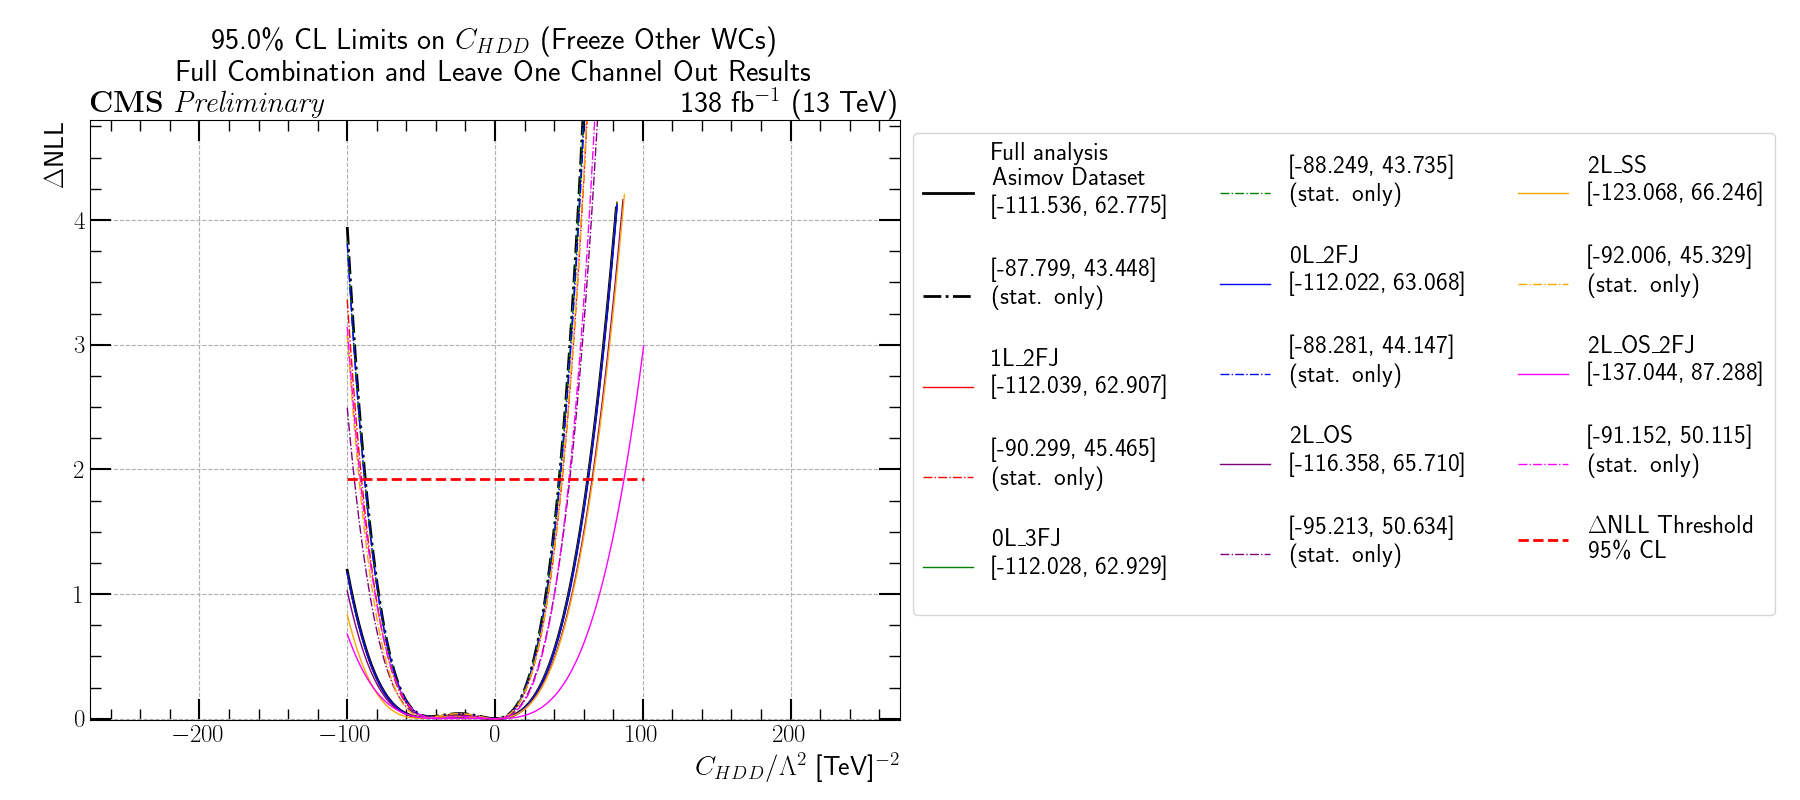 95.0% CL Limits on C_{HDD} (Freeze Other WCs)
Full Combination and Leave One Channel Out Results
CMS Preliminary
138 fb^{-1} (13 TeV)
ΔNLL
4
3
2
1
0
−200
−100
0
100
200
C_{HDD}/Λ^2 [TeV]^{-2}
Full analysis
Asimov Dataset
[-111.536, 62.775]
[-87.799, 43.448]
(stat. only)
1L_2FJ
[-112.039, 62.907]
[-90.299, 45.465]
(stat. only)
0L_3FJ
[-112.028, 62.929]
[-88.249, 43.735]
(stat. only)
0L_2FJ
[-112.022, 63.068]
[-88.281, 44.147]
(stat. only)
2L_OS
[-116.358, 65.710]
[-95.213, 50.634]
(stat. only)
2L_SS
[-123.068, 66.246]
[-92.006, 45.329]
(stat. only)
2L_OS_2FJ
[-137.044, 87.288]
[-91.152, 50.115]
(stat. only)
ΔNLL Threshold
95% CL